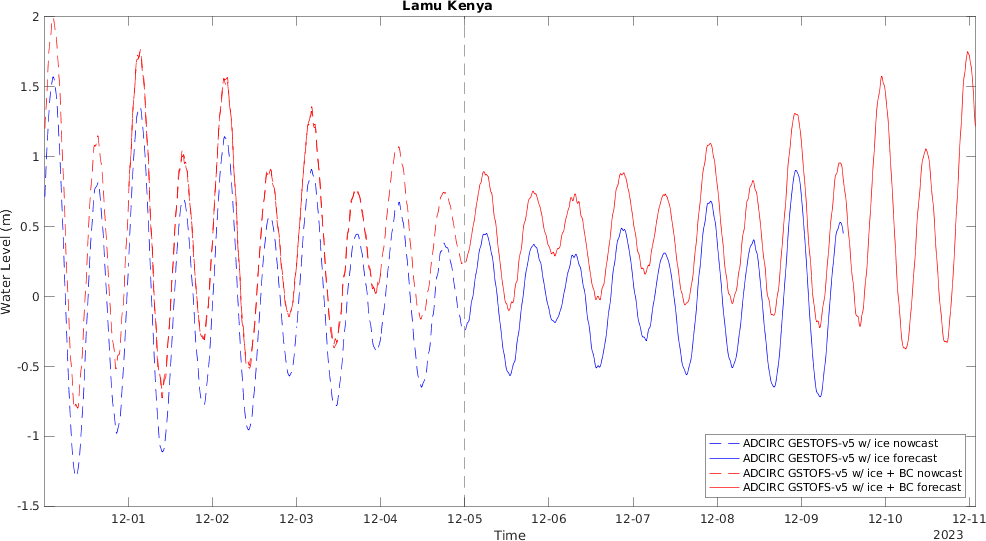 Lamu Kenya
2
1.5
1
0.5
0
-0.5
-1
-1.5
Water Level (m)
12-01
12-02
12-03
12-04
12-05
12-06
12-07
12-08
12-09
12-10
12-11
Time
2023
ADCIRC GESTOFS-v5 w/ ice nowcast
ADCIRC GESTOFS-v5 w/ ice forecast
ADCIRC GSTOFS-v5 w/ ice + BC nowcast
ADCIRC GSTOFS-v5 w/ ice + BC forecast